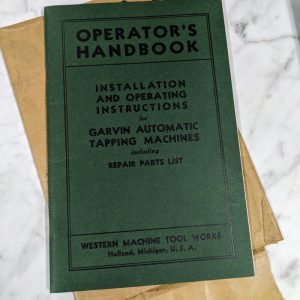 OPERATOR'S
HANDBOOK
INSTALLATION
AND OPERATING
INSTRUCTIONS
for
GARVIN AUTOMATIC
TAPPING MACHINES
including
REPAIR PARTS LIST
WESTERN MACHINE TOOL WORKS
Holland, Michigan, U. S. A.